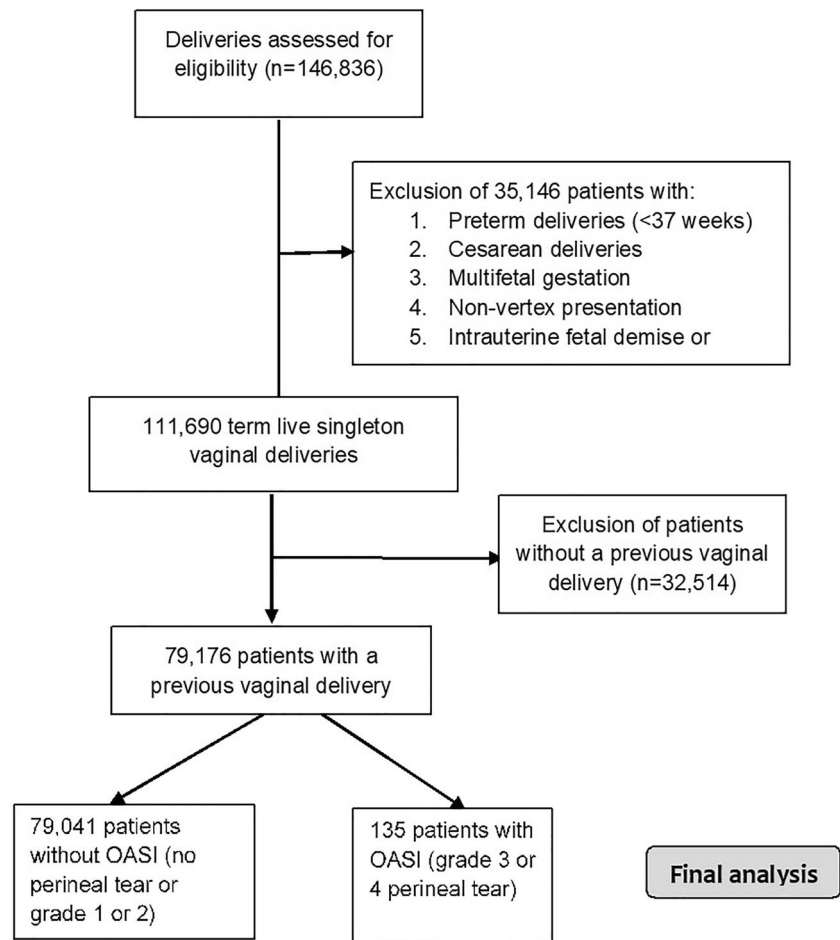 Deliveries assessed for
eligibility (n=146,836)
Exclusion of 35,146 patients with:
1. Preterm deliveries (<37 weeks)
2. Cesarean deliveries
3. Multifetal gestation
4. Non-vertex presentation
5. Intrauterine fetal demise or
111,690 term live singleton
vaginal deliveries
Exclusion of patients
without a previous vaginal
delivery (n=32,514)
79,176 patients with a
previous vaginal delivery
79,041 patients
without OASI (no
perineal tear or
grade 1 or 2)
135 patients with
OASI (grade 3 or
4 perineal tear)
Final analysis